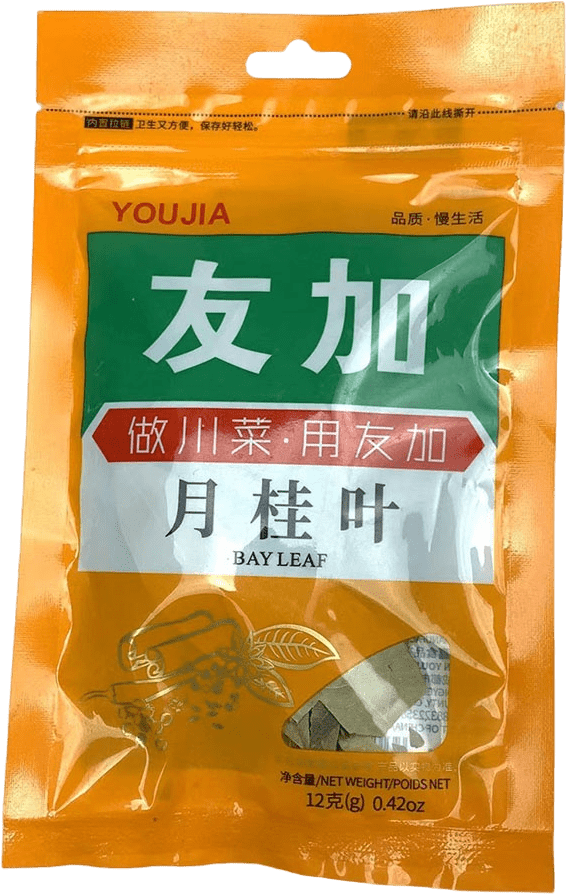 请沿此线撕开
内置拉链 卫生又方便，保存好轻松。
YOUJIA
品质·慢生活
友加
做川菜·用友加
月桂叶
BAY LEAF
净含量/NET WEIGHT/POIDS NET
12克(g) 0.42oz